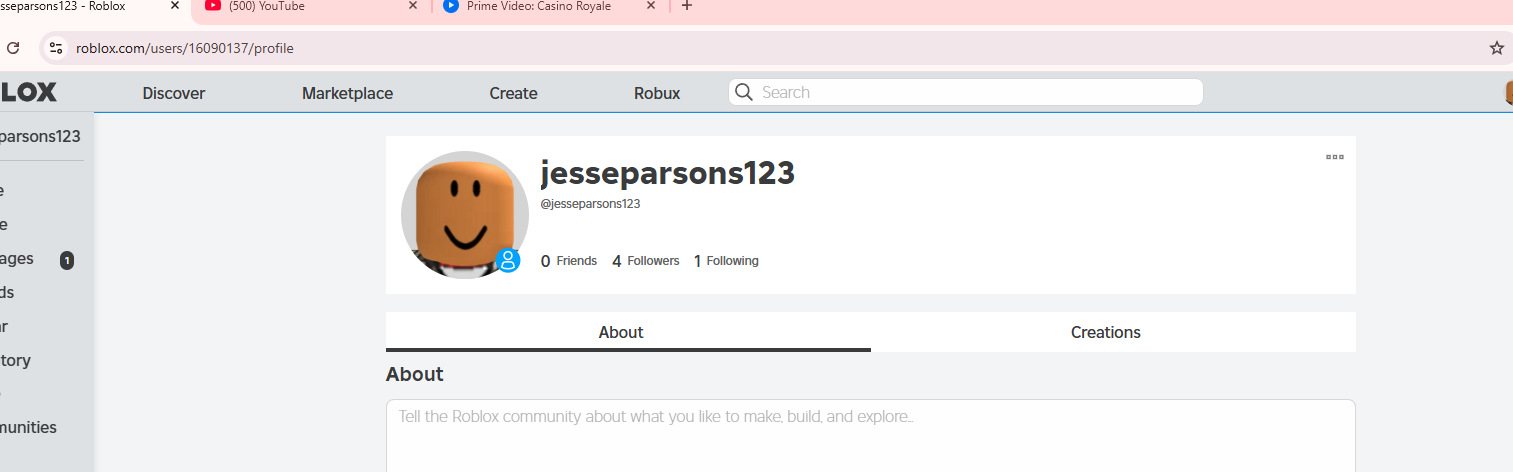 sseparsons123 - Roblox
(500) YouTube
Prime Video: Casino Royale
roblox.com/users/16090137/profile
LOX
Discover
Marketplace
Create
Robux
Search
parsons123
jesseparsons123
@jesseparsons123
0 Friends 4 Followers 1 Following
e
e
ages 1
ds
r
tory
munities
About
Creations
About
Tell the Roblox community about what you like to make, build, and explore...